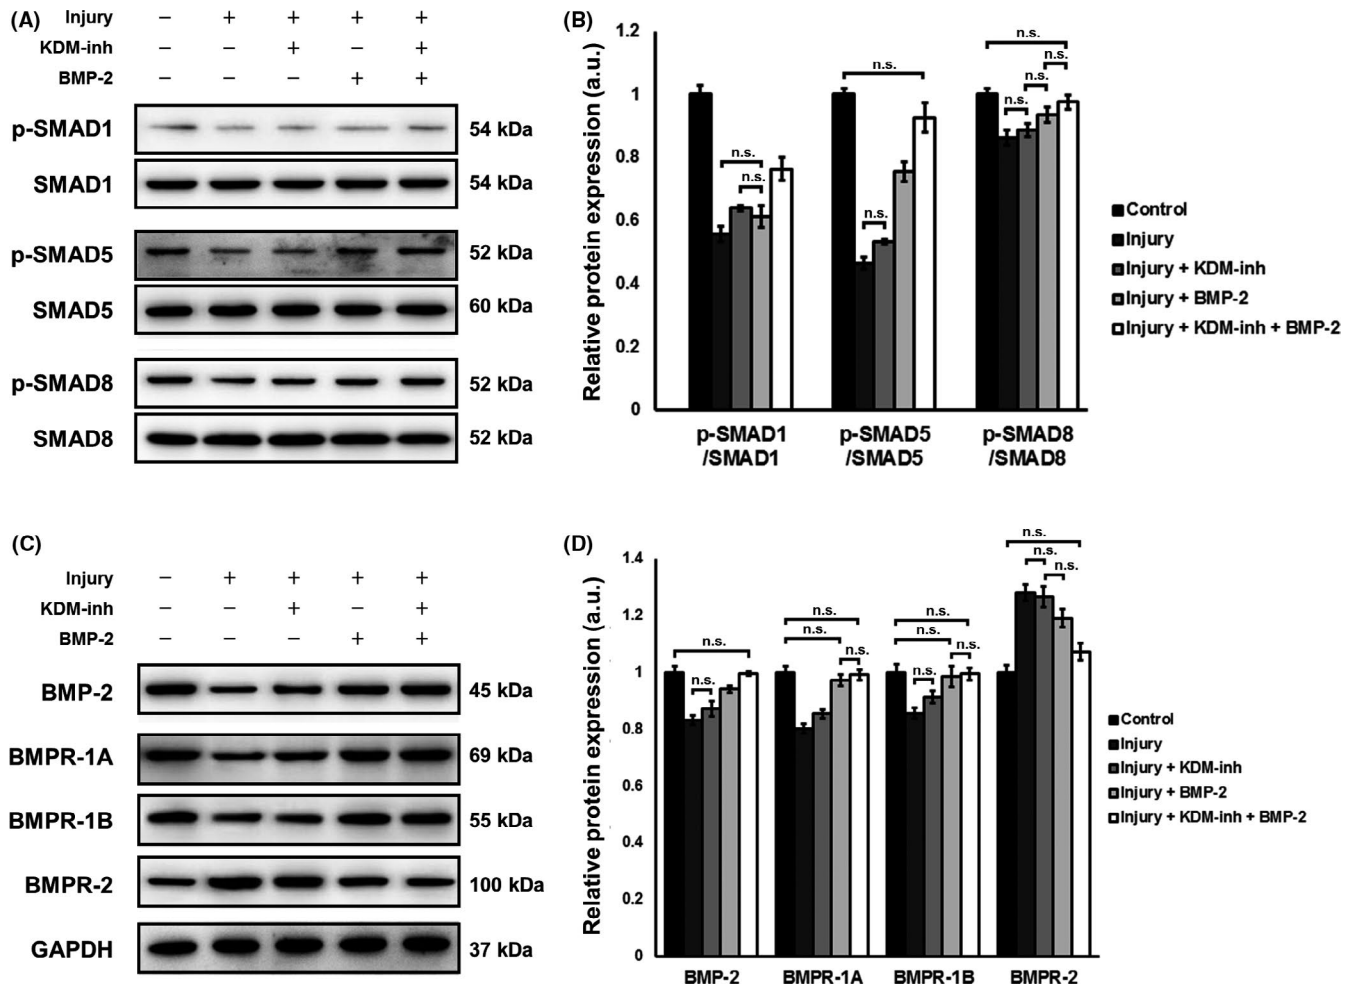 (A)
Injury – + + + +
KDM-inh – – + – +
BMP-2 – – – + +
p-SMAD1 54 kDa
SMAD1 54 kDa
p-SMAD5 52 kDa
SMAD5 60 kDa
p-SMAD8 52 kDa
SMAD8 52 kDa
(B)
Relative protein expression (a.u.)
1.2
1
0.8
0.6
0.4
0.2
0
n.s.
n.s.
n.s.
n.s.
n.s.
n.s.
n.s.
n.s.
p-SMAD1
/SMAD1
p-SMAD5
/SMAD5
p-SMAD8
/SMAD8
Control
Injury
Injury + KDM-inh
Injury + BMP-2
Injury + KDM-inh + BMP-2
(C)
Injury – + + + +
KDM-inh – – + – +
BMP-2 – – – + +
BMP-2 45 kDa
BMPR-1A 69 kDa
BMPR-1B 55 kDa
BMPR-2 100 kDa
GAPDH 37 kDa
(D)
Relative protein expression (a.u.)
1.4
1.2
1
0.8
0.6
0.4
0.2
0
n.s.
n.s.
n.s.
n.s.
n.s.
n.s.
n.s.
n.s.
n.s.
n.s.
n.s.
n.s.
BMP-2 BMPR-1A BMPR-1B BMPR-2
Control
Injury
Injury + KDM-inh
Injury + BMP-2
Injury + KDM-inh + BMP-2